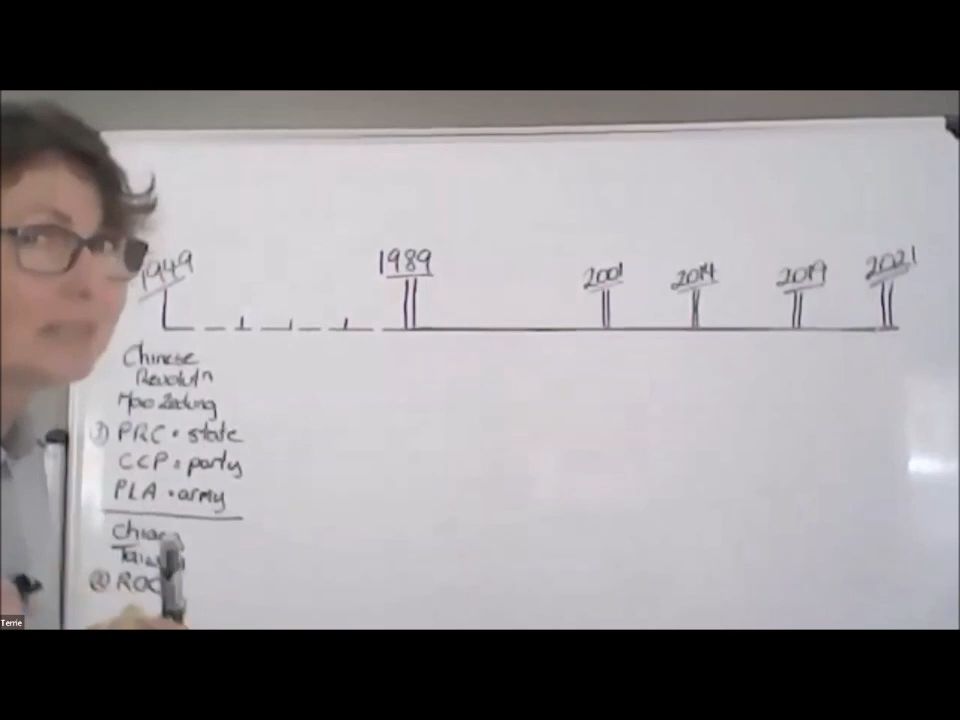 1949
1989
2001
2014
2019
2021
Chinese
Revolutn
Mao Zedung
① PRC = state
CCP = party
PLA = army
② ROC
Terrie